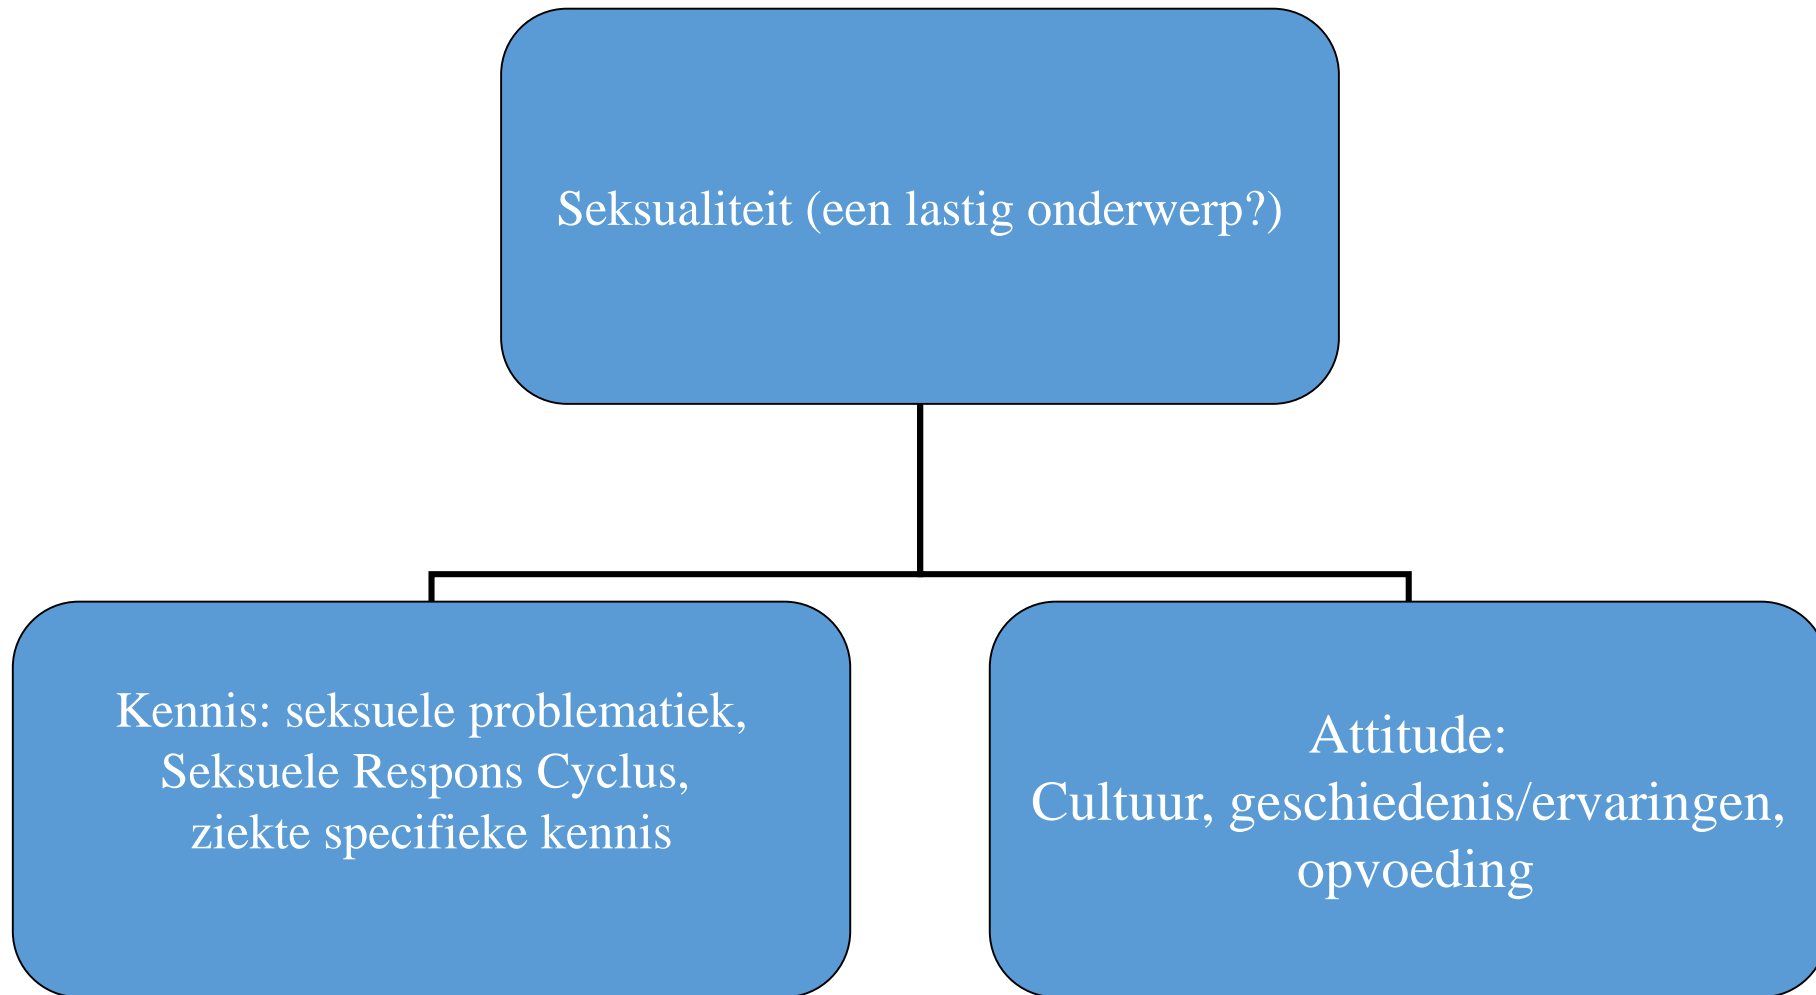 Seksualiteit (een lastig onderwerp?)
Kennis: seksuele problematiek,
Seksuele Respons Cyclus,
ziekte specifieke kennis
Attitude:
Cultuur, geschiedenis/ervaringen,
opvoeding